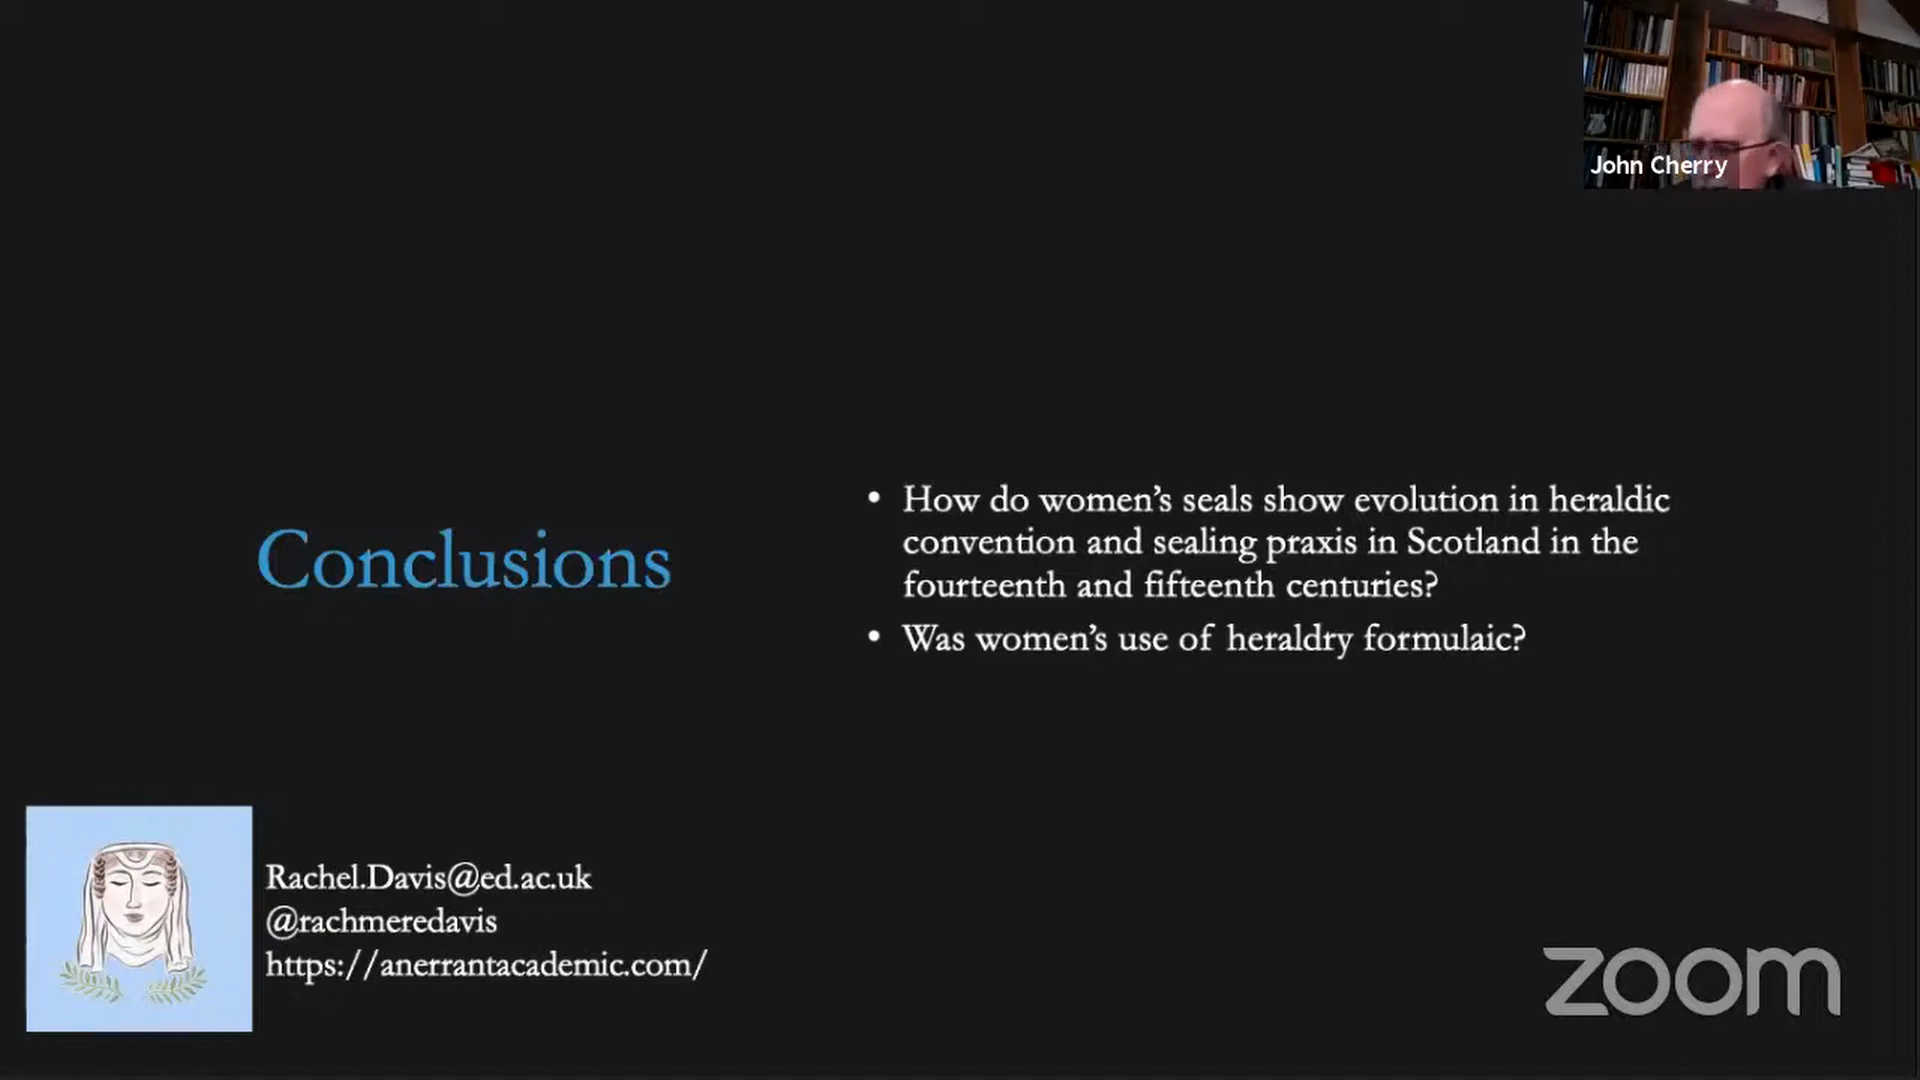 John Cherry
Conclusions
• How do women’s seals show evolution in heraldic
convention and sealing praxis in Scotland in the
fourteenth and fifteenth centuries?
• Was women’s use of heraldry formulaic?
Rachel.Davis@ed.ac.uk
@rachmeredavis
https://anerrantacademic.com/
zoom